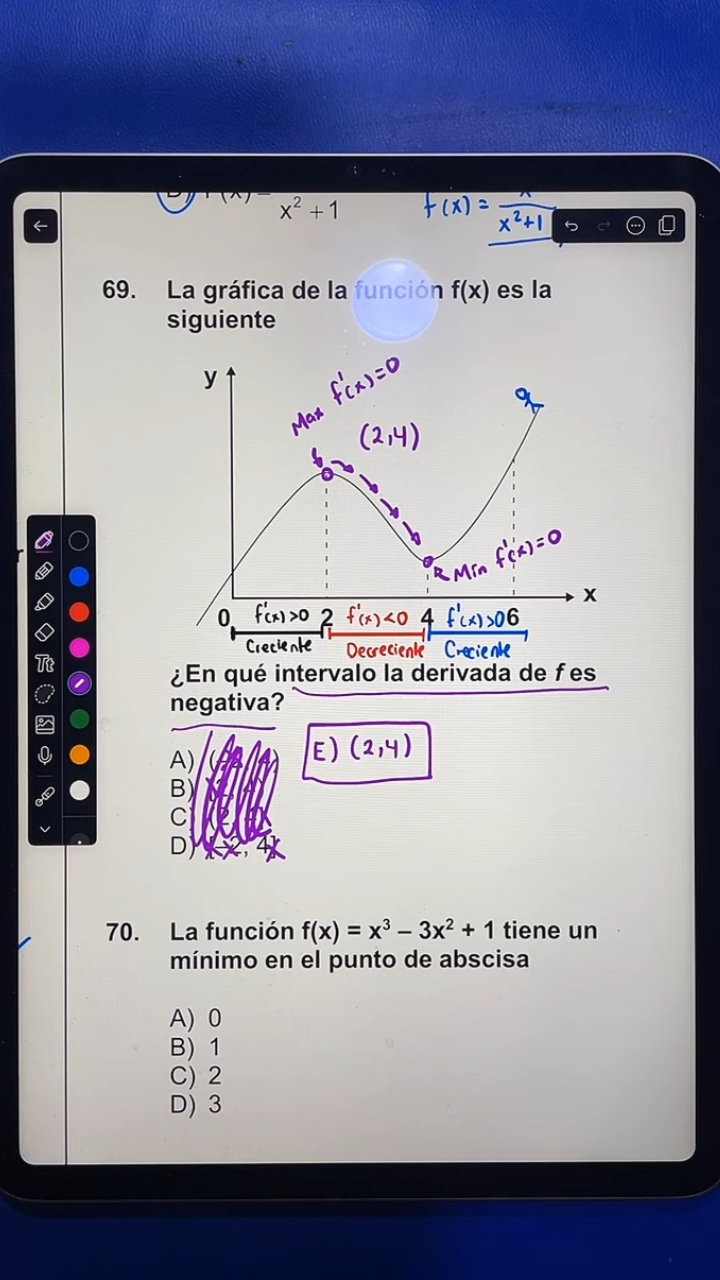 x² + 1
f(x) =
x²+1
69. La gráfica de la función f(x) es la
siguiente
y
Max f'(x)=0
(2,4)
Min f'(x)=0
x
0 f'(x)>0 2 f'(x)<0 4 f'(x)>0 6
Creciente Decreciente Creciente
¿En qué intervalo la derivada de f es
negativa?
E) (2,4)
A)
B)
C
D)
Tt
70. La función f(x) = x³ – 3x² + 1 tiene un
mínimo en el punto de abscisa
A) 0
B) 1
C) 2
D) 3